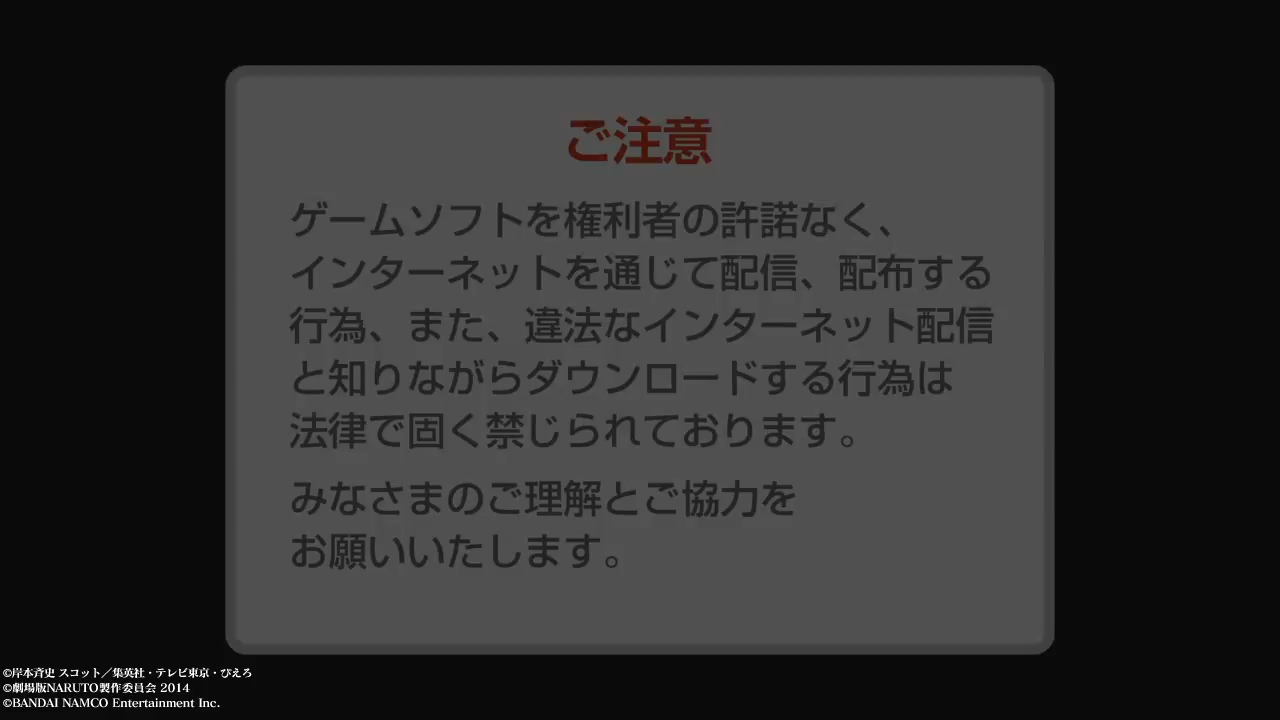 ご注意
ゲームソフトを権利者の許諾なく、
インターネットを通じて配信、配布する
行為、また、違法なインターネット配信
と知りながらダウンロードする行為は
法律で固く禁じられております。
みなさまのご理解とご協力を
お願いいたします。
©岸本斉史 スコット／集英社・テレビ東京・ぴえろ
©劇場版NARUTO製作委員会 2014
©BANDAI NAMCO Entertainment Inc.